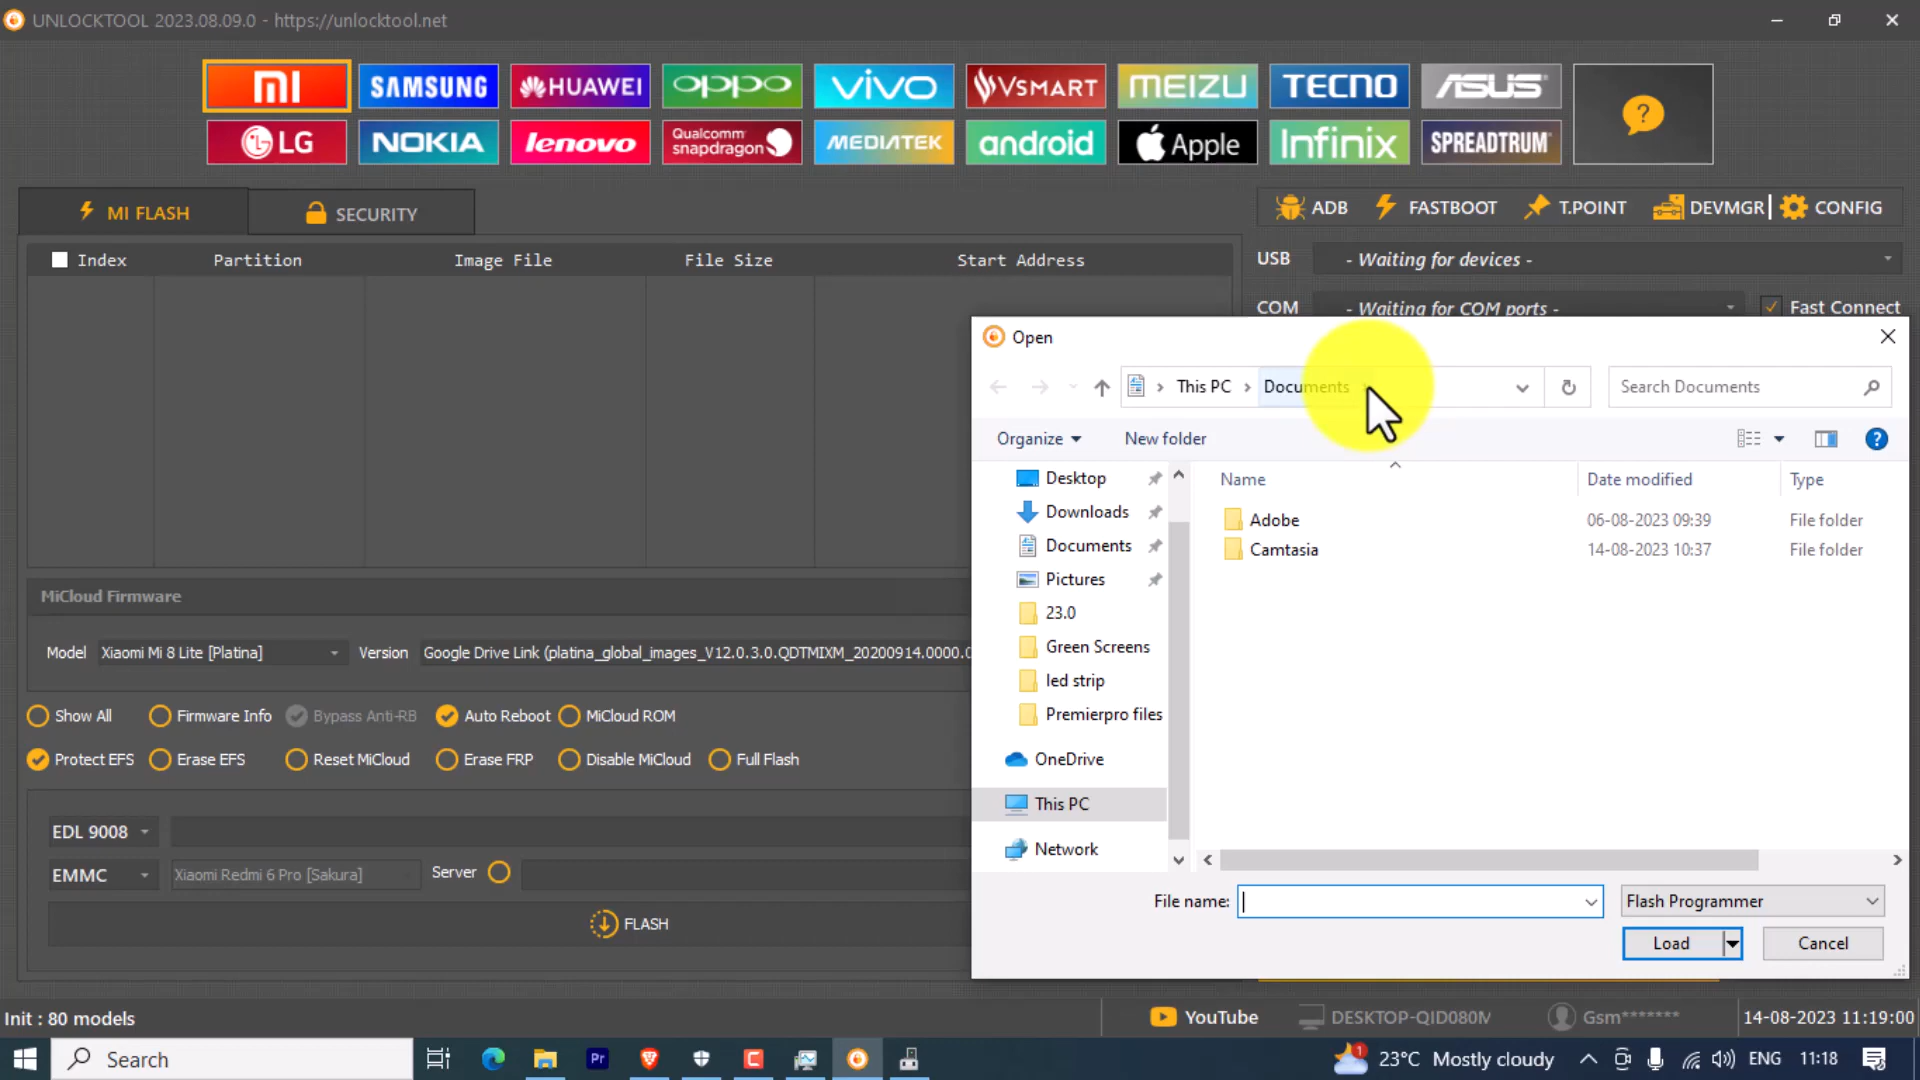 UNLOCKTOOL 2023.08.09.0 - https://unlocktool.net
MI SAMSUNG HUAWEI oppo vivo VSMART MEIZU TECNO ASUS ?
LG NOKIA lenovo Qualcomm snapdragon MEDIATEK android Apple Infinix SPREADTRUM
MI FLASH SECURITY
ADB FASTBOOT T.POINT DEVMGR CONFIG
Index Partition Image File File Size Start Address
USB - Waiting for devices -
COM - Waiting for COM ports - Fast Connect
Open
This PC > Documents > Search Documents
Organize New folder ?
Name Date modified Type
Desktop
Downloads
Documents
Pictures
23.0
Green Screens
led strip
Premierpro files
OneDrive
This PC
Network
Adobe 06-08-2023 09:39 File folder
Camtasia 14-08-2023 10:37 File folder
File name: Flash Programmer
Load Cancel
MiCloud Firmware
Model Xiaomi Mi 8 Lite [Platina] Version Google Drive Link (platina_global_images_V12.0.3.0.QDTMIXM_20200914.0000.0
Show All Firmware Info Bypass Anti-RB Auto Reboot MiCloud ROM
Protect EFS Erase EFS Reset MiCloud Erase FRP Disable MiCloud Full Flash
EDL 9008
EMMC Xiaomi Redmi 6 Pro [Sakura] Server
FLASH
Init : 80 models YouTube DESKTOP-QID080M Gsm******* 14-08-2023 11:19:00
Search Pr C 1 23°C Mostly cloudy ENG 11:18